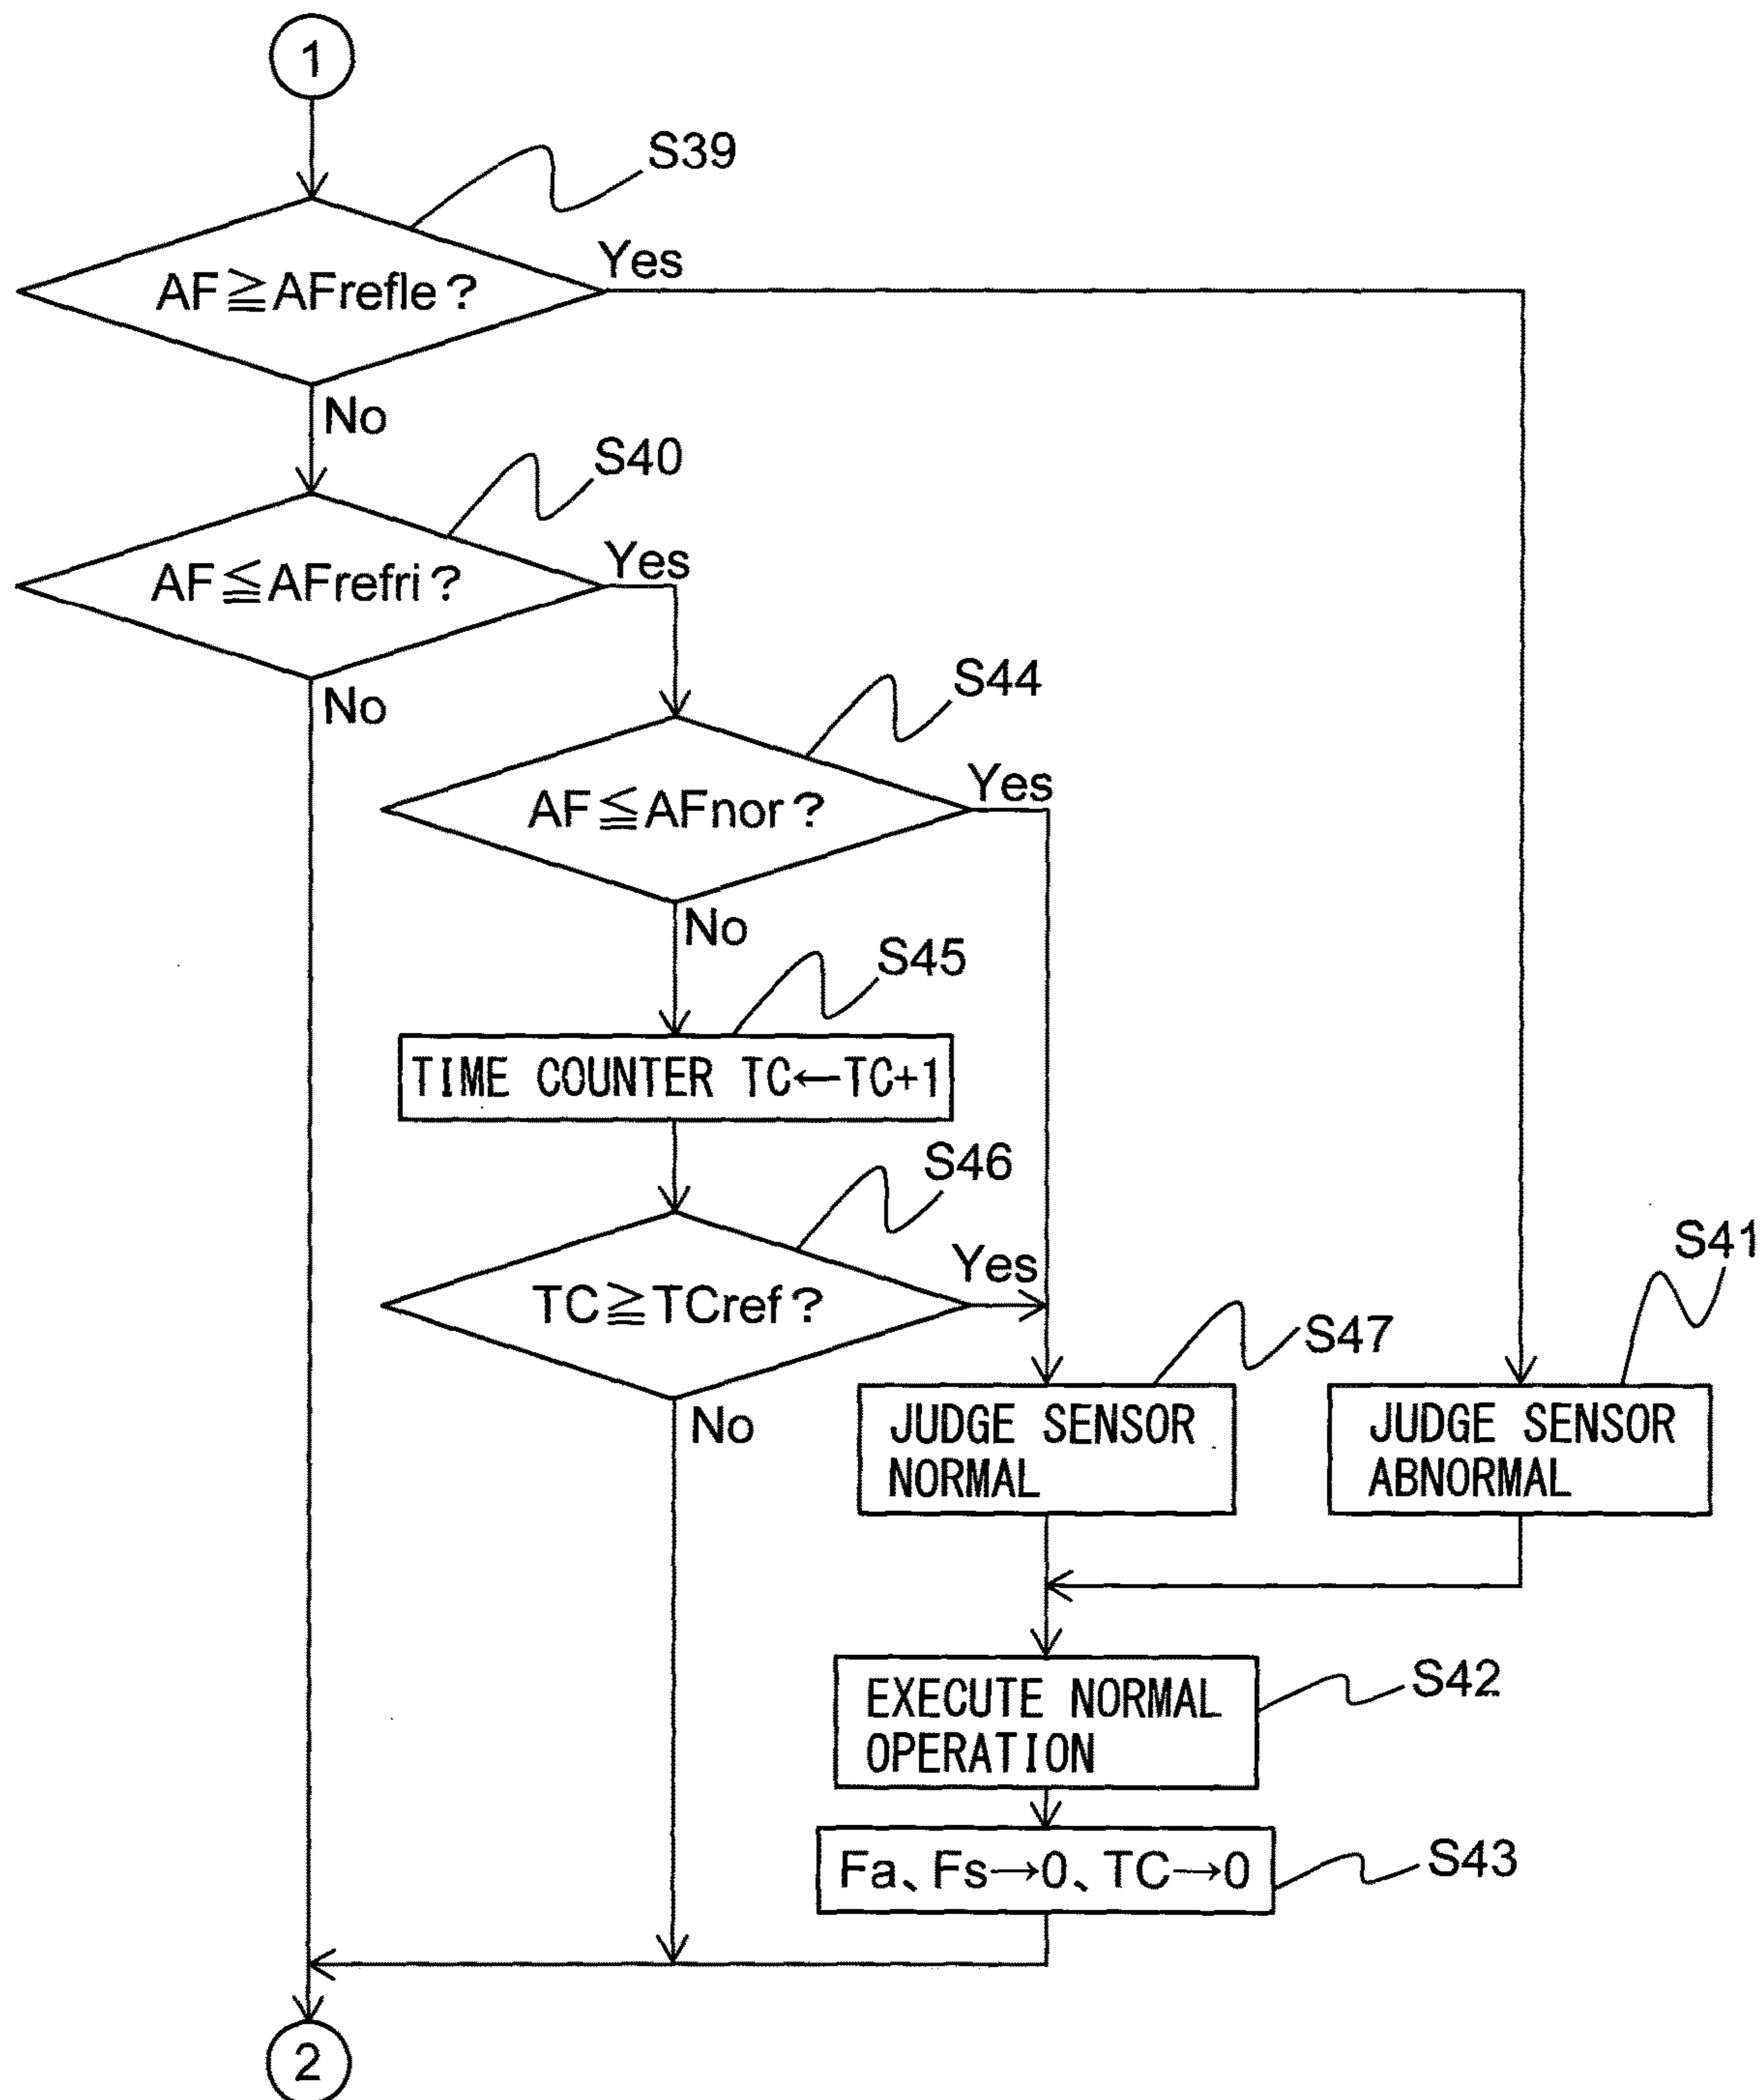 1
S39
AF≧AFrefle?
Yes
No
S40
AF≦AFrefri?
Yes
No
S44
AF≦AFnor?
Yes
No
S45
TIME COUNTER TC←TC+1
S46
TC≧TCref?
Yes
No
S47
JUDGE SENSOR
NORMAL
S41
JUDGE SENSOR
ABNORMAL
S42
EXECUTE NORMAL
OPERATION
S43
Fa、Fs→0、TC→0
2